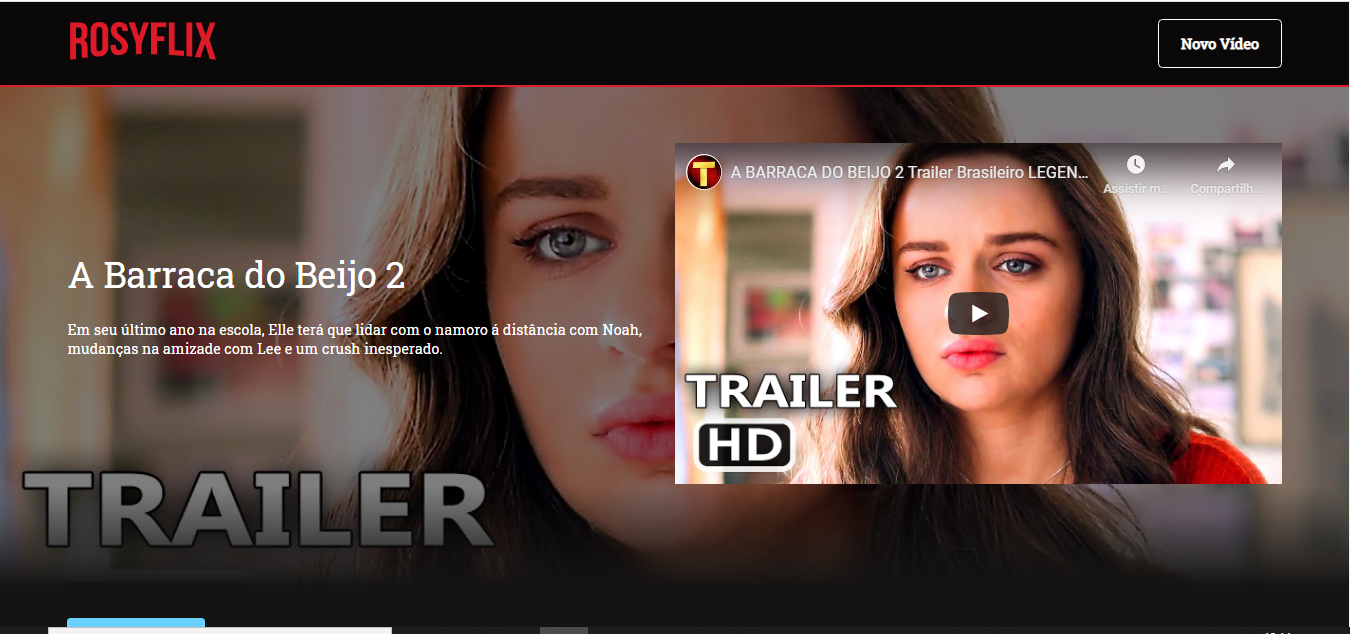 ROSYFLIX
Novo Vídeo
T
A BARRACA DO BEIJO 2 Trailer Brasileiro LEGEN...
Assistir m...
Compartilh...
A Barraca do Beijo 2
Em seu último ano na escola, Elle terá que lidar com o namoro á distância com Noah,
mudanças na amizade com Lee e um crush inesperado.
TRAILER
HD
TRAILER